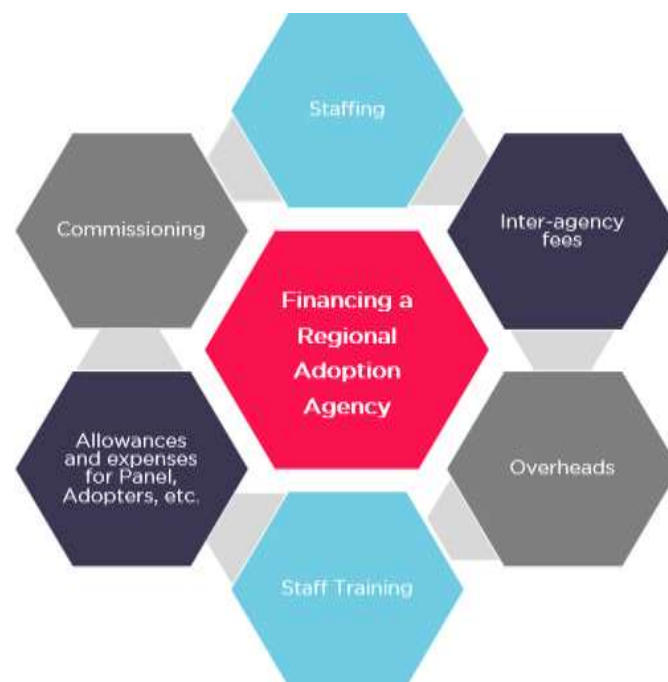 Staffing
Commissioning
Inter-agency
fees
Financing a
Regional
Adoption
Agency
Allowances
and expenses
for Panel,
Adopters, etc.
Overheads
Staff Training